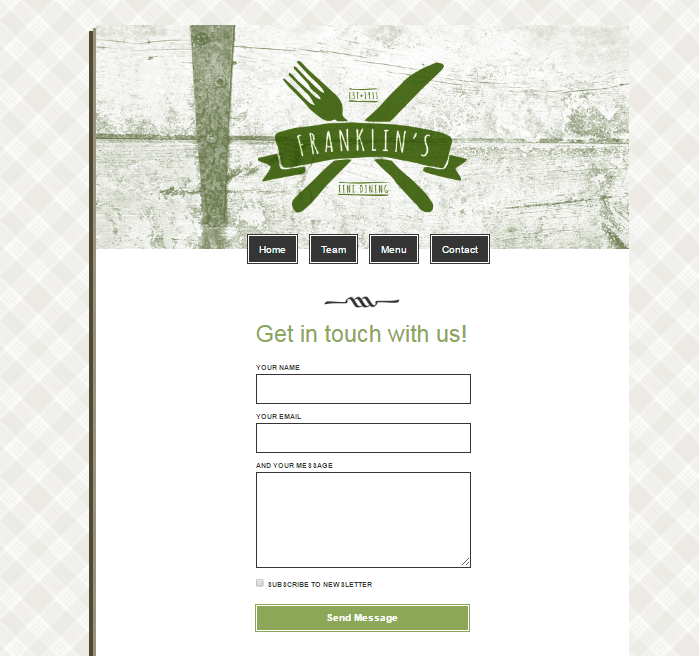 EST•1935
FRANKLIN'S
FINE DINING
Home Team Menu Contact
Get in touch with us!
YOUR NAME
YOUR EMAIL
AND YOUR MESSAGE
SUBSCRIBE TO NEWSLETTER
Send Message